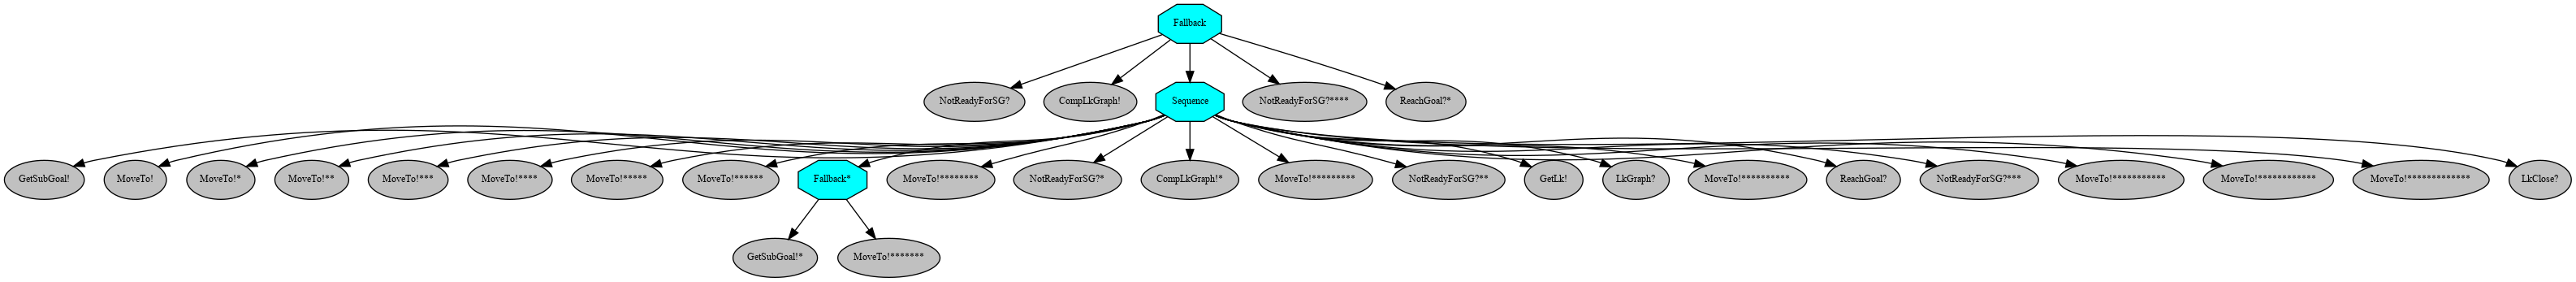 Fallback
NotReadyForSG?
CompLkGraph!
Sequence
NotReadyForSG?****
ReachGoal?*
GetSubGoal!
MoveTo!
MoveTo!*
MoveTo!**
MoveTo!***
MoveTo!****
MoveTo!*****
MoveTo!******
Fallback*
MoveTo!********
NotReadyForSG?*
CompLkGraph!*
MoveTo!*********
NotReadyForSG?**
GetLk!
LkGraph?
MoveTo!**********
ReachGoal?
NotReadyForSG?***
MoveTo!***********
MoveTo!************
MoveTo!*************
LkClose?
GetSubGoal!*
MoveTo!*******